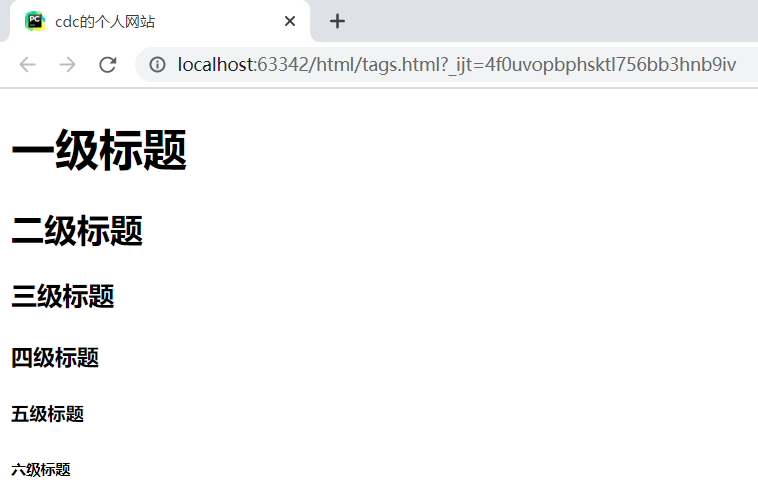 PC
cdc的个人网站
localhost:63342/html/tags.html?_ijt=4f0uvopbphsktl756bb3hnb9iv
一级标题
二级标题
三级标题
四级标题
五级标题
六级标题